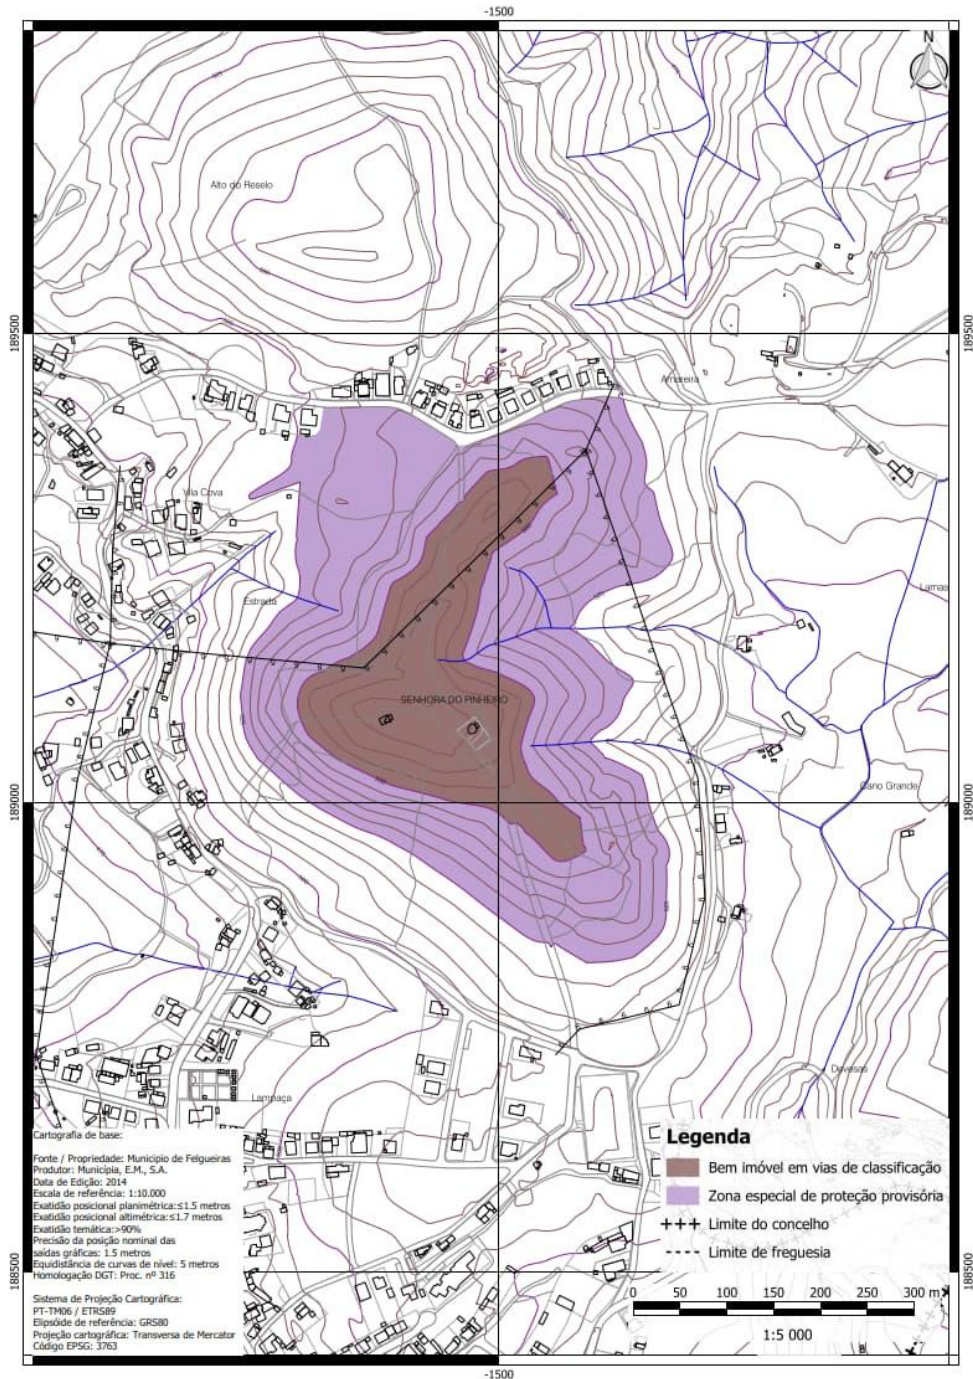 -1500
N
Alto do Reselo
189500
189500
Amareira
Vila Cova
Estrada
Lamas
SENHORA DO PINHEIRO
Cano Grande
189000
189000
Devesas
Lampaça
Cartografia de base:
Fonte / Propriedade: Municipio de Felgueiras
Produtor: Municípia, E.M., S.A.
Data de Edição: 2014
Escala de referência: 1:10.000
Exatidão posicional planimétrica:≤1.5 metros
Exatidão posicional altimétrica:≤1.7 metros
Exatidão temática:>90%
Precisão da posição nominal das
saídas gráficas: 1.5 metros
Equidistância de curvas de nível: 5 metros
Homologação DGT: Proc. nº 316
Sistema de Projeção Cartográfica:
PT-TM06 / ETRS89
Elipsóide de referência: GRS80
Projeção cartográfica: Transversa de Mercator
Código EPSG: 3763
Legenda
Bem imóvel em vias de classificação
Zona especial de proteção provisória
Limite do concelho
Limite de freguesia
188500
188500
0 50 100 150 200 250 300 m
1:5 000
-1500